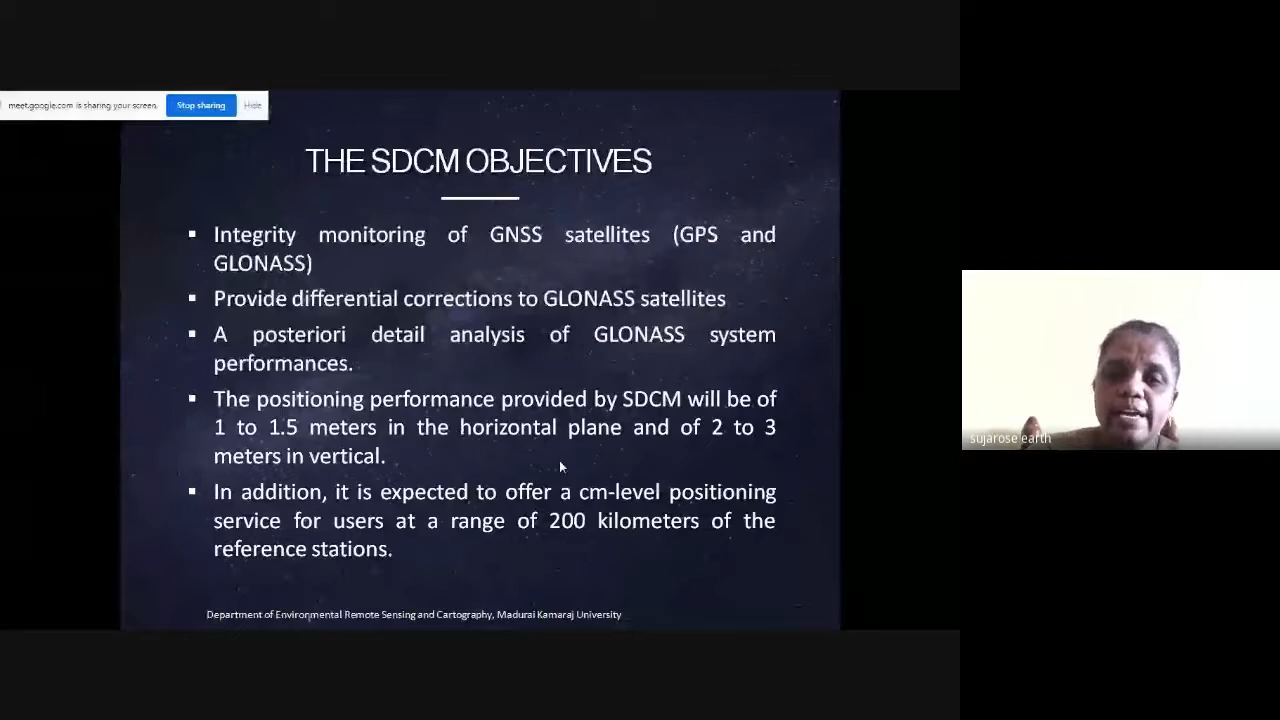 meet.google.com is sharing your screen. Stop sharing Hide
THE SDCM OBJECTIVES
▪ Integrity monitoring of GNSS satellites (GPS and
GLONASS)
▪ Provide differential corrections to GLONASS satellites
▪ A posteriori detail analysis of GLONASS system
performances.
▪ The positioning performance provided by SDCM will be of
1 to 1.5 meters in the horizontal plane and of 2 to 3
meters in vertical.
▪ In addition, it is expected to offer a cm-level positioning
service for users at a range of 200 kilometers of the
reference stations.
Department of Environmental Remote Sensing and Cartography, Madurai Kamaraj University
sujarose earth